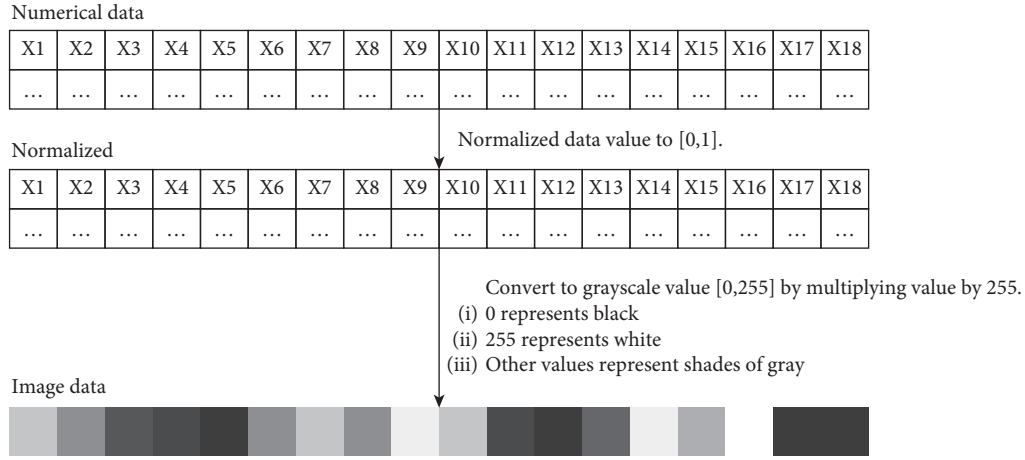 Numerical data
X1 X2 X3 X4 X5 X6 X7 X8 X9 X10 X11 X12 X13 X14 X15 X16 X17 X18
... ... ... ... ... ... ... ... ... ... ... ... ... ... ... ... ... ...
Normalized data value to [0,1].
Normalized
X1 X2 X3 X4 X5 X6 X7 X8 X9 X10 X11 X12 X13 X14 X15 X16 X17 X18
... ... ... ... ... ... ... ... ... ... ... ... ... ... ... ... ... ...
Convert to grayscale value [0,255] by multiplying value by 255.
(i) 0 represents black
(ii) 255 represents white
(iii) Other values represent shades of gray
Image data